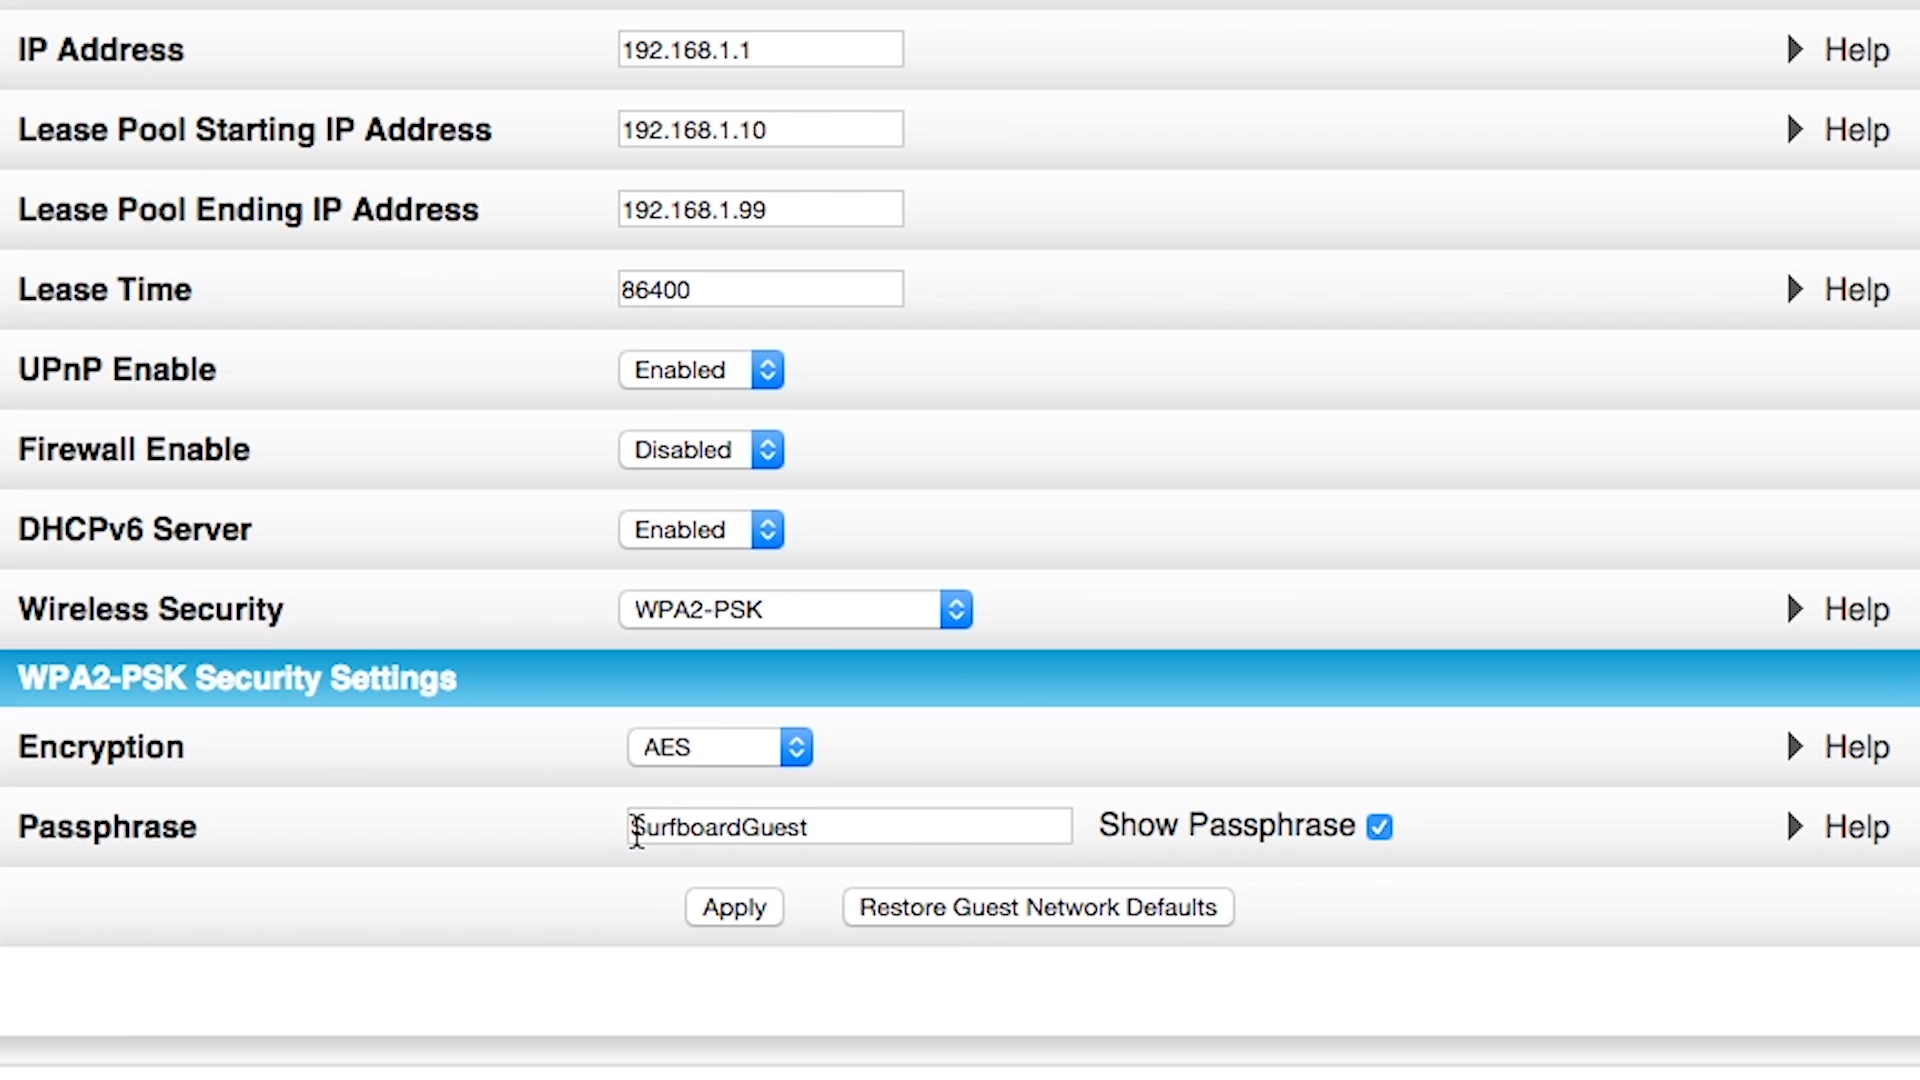 IP Address 192.168.1.1 Help
Lease Pool Starting IP Address 192.168.1.10 Help
Lease Pool Ending IP Address 192.168.1.99
Lease Time 86400 Help
UPnP Enable Enabled
Firewall Enable Disabled
DHCPv6 Server Enabled
Wireless Security WPA2-PSK Help
WPA2-PSK Security Settings
Encryption AES Help
Passphrase SurfboardGuest Show Passphrase Help
Apply Restore Guest Network Defaults